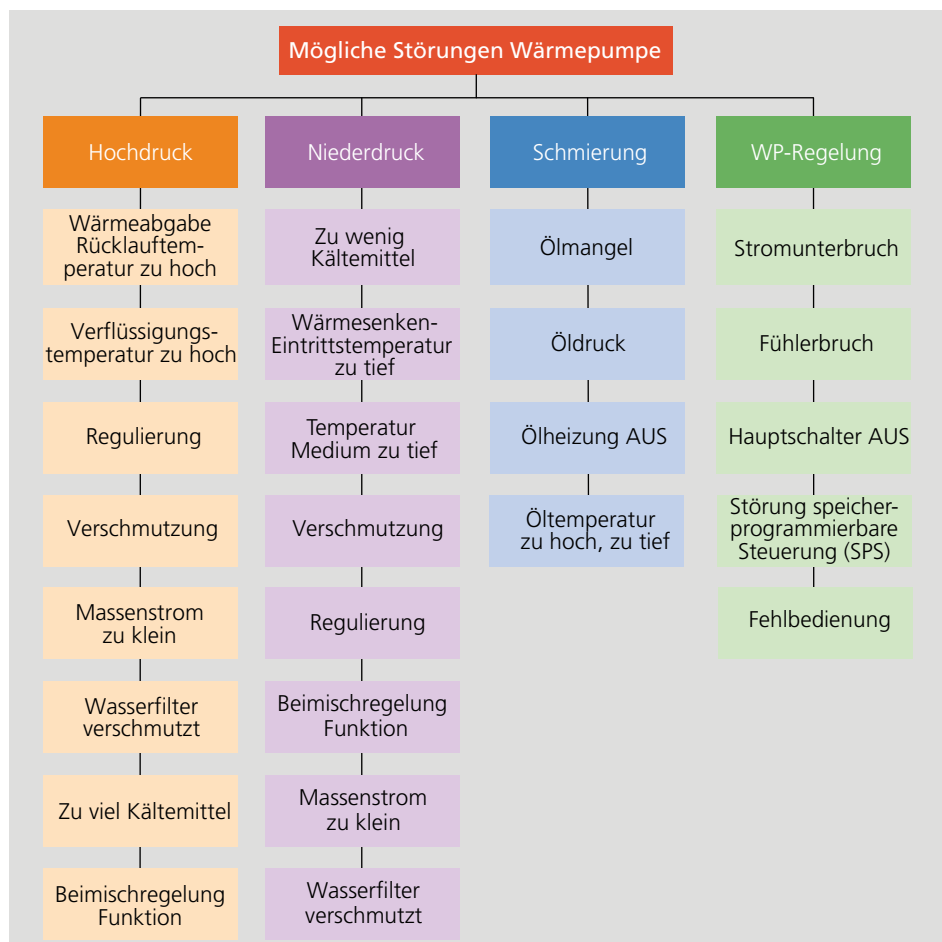 Mögliche Störungen Wärmepumpe
Hochdruck
Wärmeabgabe
Rücklauftem-
peratur zu hoch
Verflüssigungs-
temperatur zu hoch
Regulierung
Verschmutzung
Massenstrom
zu klein
Wasserfilter
verschmutzt
Zu viel Kältemittel
Beimischregelung
Funktion
Niederdruck
Zu wenig
Kältemittel
Wärmesenken-
Eintrittstemperatur
zu tief
Temperatur
Medium zu tief
Verschmutzung
Regulierung
Beimischregelung
Funktion
Massenstrom
zu klein
Wasserfilter
verschmutzt
Schmierung
Ölmangel
Öldruck
Ölheizung AUS
Öltemperatur
zu hoch, zu tief
WP-Regelung
Stromunterbruch
Fühlerbruch
Hauptschalter AUS
Störung speicher-
programmierbare
Steuerung (SPS)
Fehlbedienung